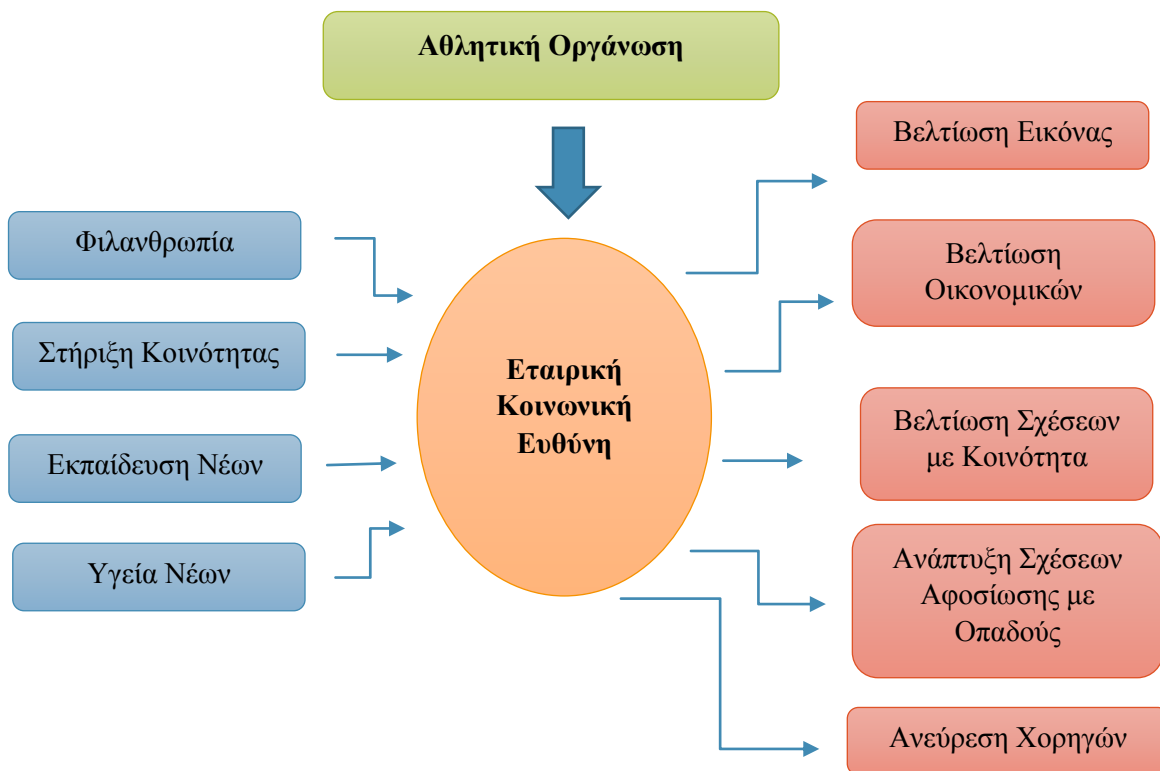 Αθλητική Οργάνωση
Φιλανθρωπία
Στήριξη Κοινότητας
Εκπαίδευση Νέων
Υγεία Νέων
Εταιρική
Κοινωνική
Ευθύνη
Βελτίωση Εικόνας
Βελτίωση
Οικονομικών
Βελτίωση Σχέσεων
με Κοινότητα
Ανάπτυξη Σχέσεων
Αφοσίωσης με
Οπαδούς
Ανεύρεση Χορηγών